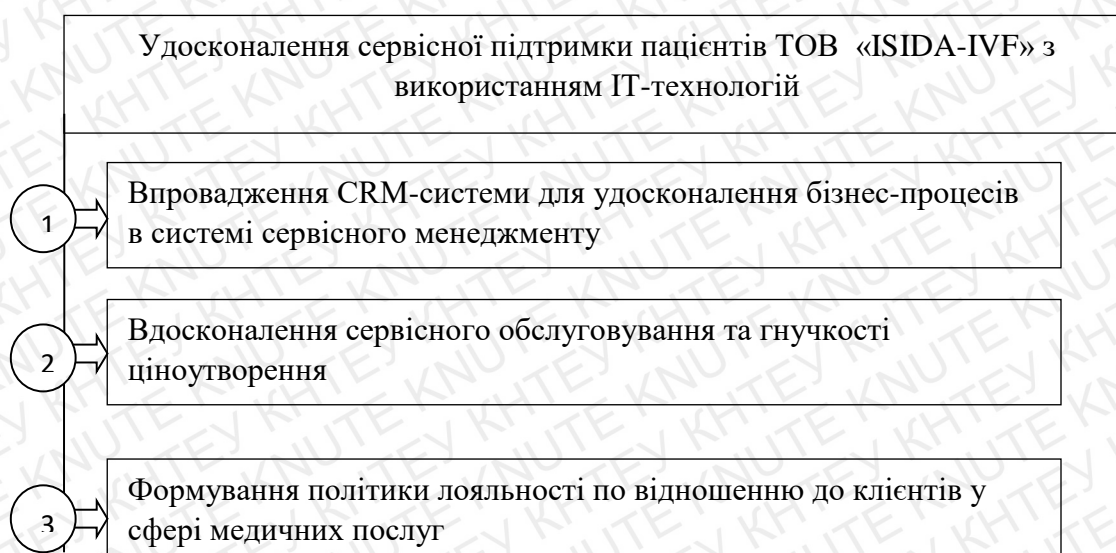 Удосконалення сервісної підтримки пацієнтів ТОВ «ISIDA-IVF» з
використанням ІТ-технологій
1
Впровадження CRM-системи для удосконалення бізнес-процесів
в системі сервісного менеджменту
2
Вдосконалення сервісного обслуговування та гнучкості
ціноутворення
3
Формування політики лояльності по відношенню до клієнтів у
сфері медичних послуг